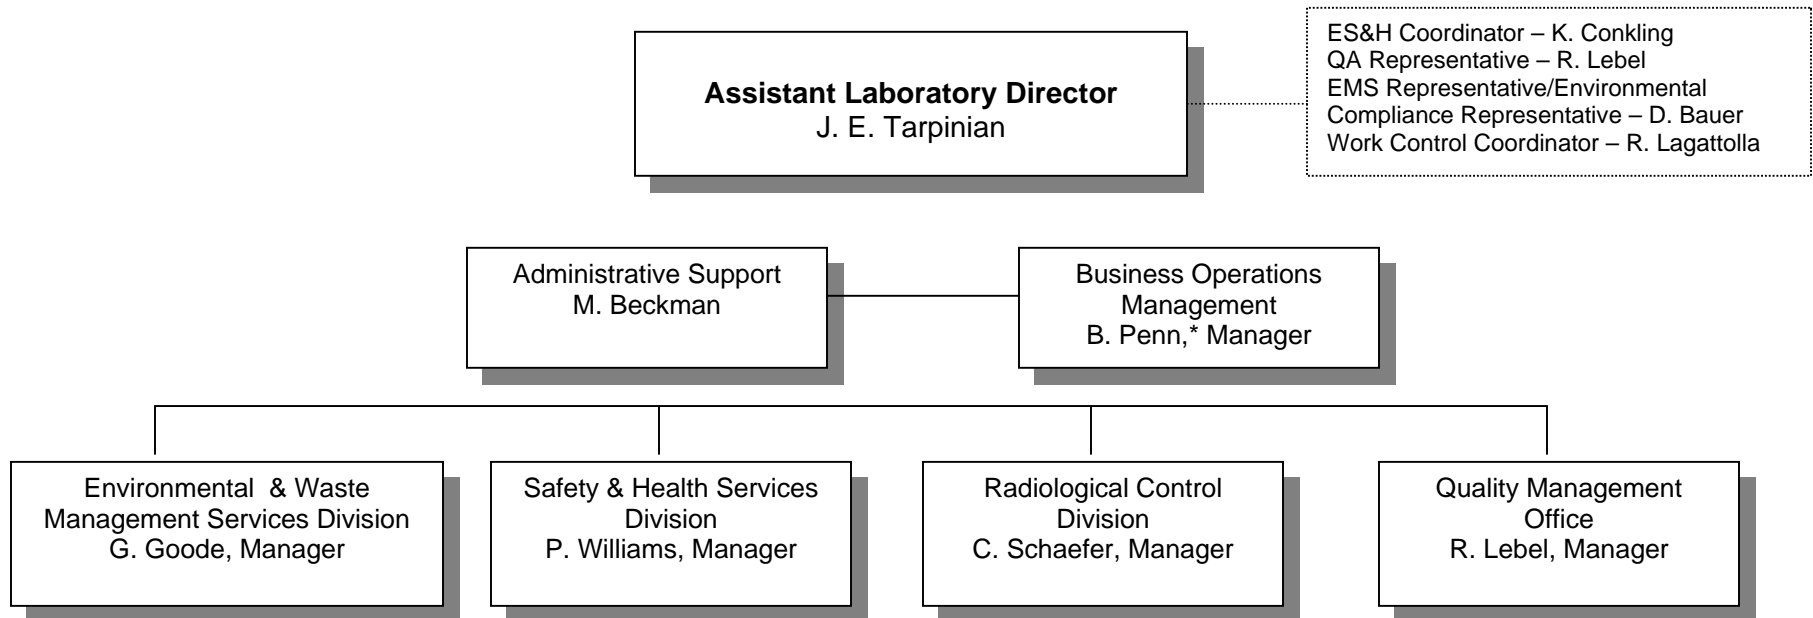 Assistant Laboratory Director
J. E. Tarpinian
ES&H Coordinator – K. Conkling
QA Representative – R. Lebel
EMS Representative/Environmental
Compliance Representative – D. Bauer
Work Control Coordinator – R. Lagattolla
Administrative Support
M. Beckman
Business Operations
Management
B. Penn,* Manager
Environmental & Waste
Management Services Division
G. Goode, Manager
Safety & Health Services
Division
P. Williams, Manager
Radiological Control
Division
C. Schaefer, Manager
Quality Management
Office
R. Lebel, Manager